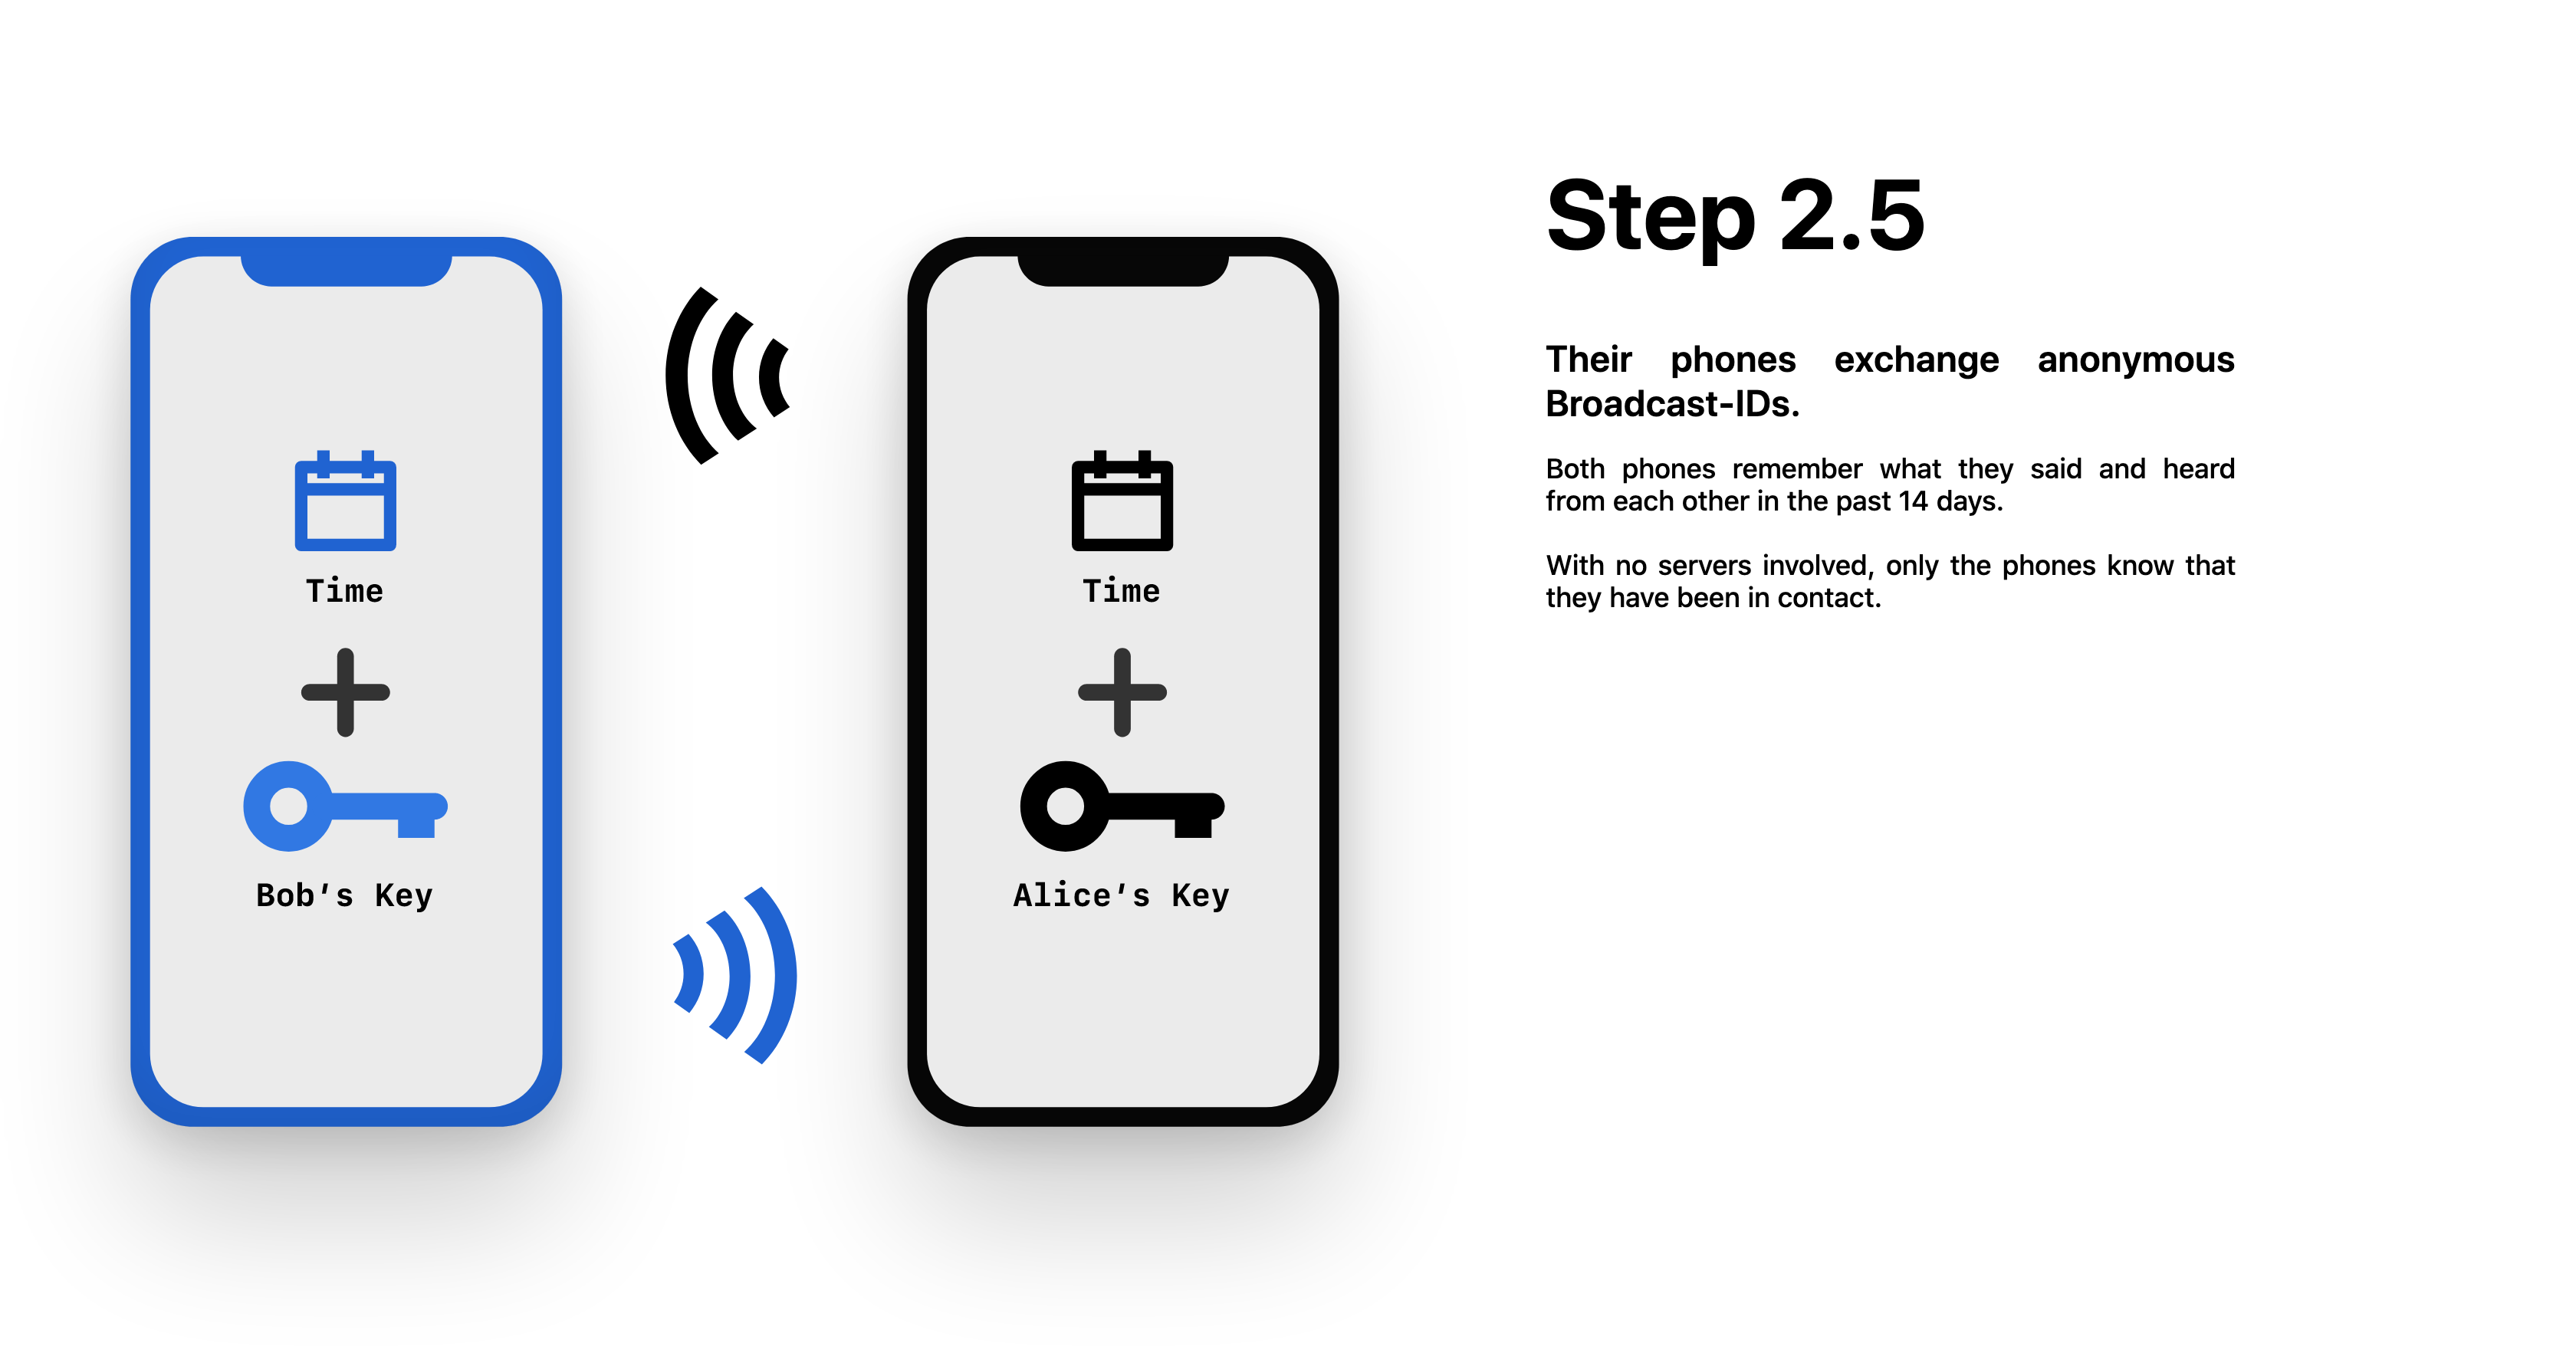 Step 2.5
Their phones exchange anonymous
Broadcast-IDs.
Both phones remember what they said and heard
from each other in the past 14 days.
With no servers involved, only the phones know that
they have been in contact.
Time
Bob's Key
Time
Alice's Key